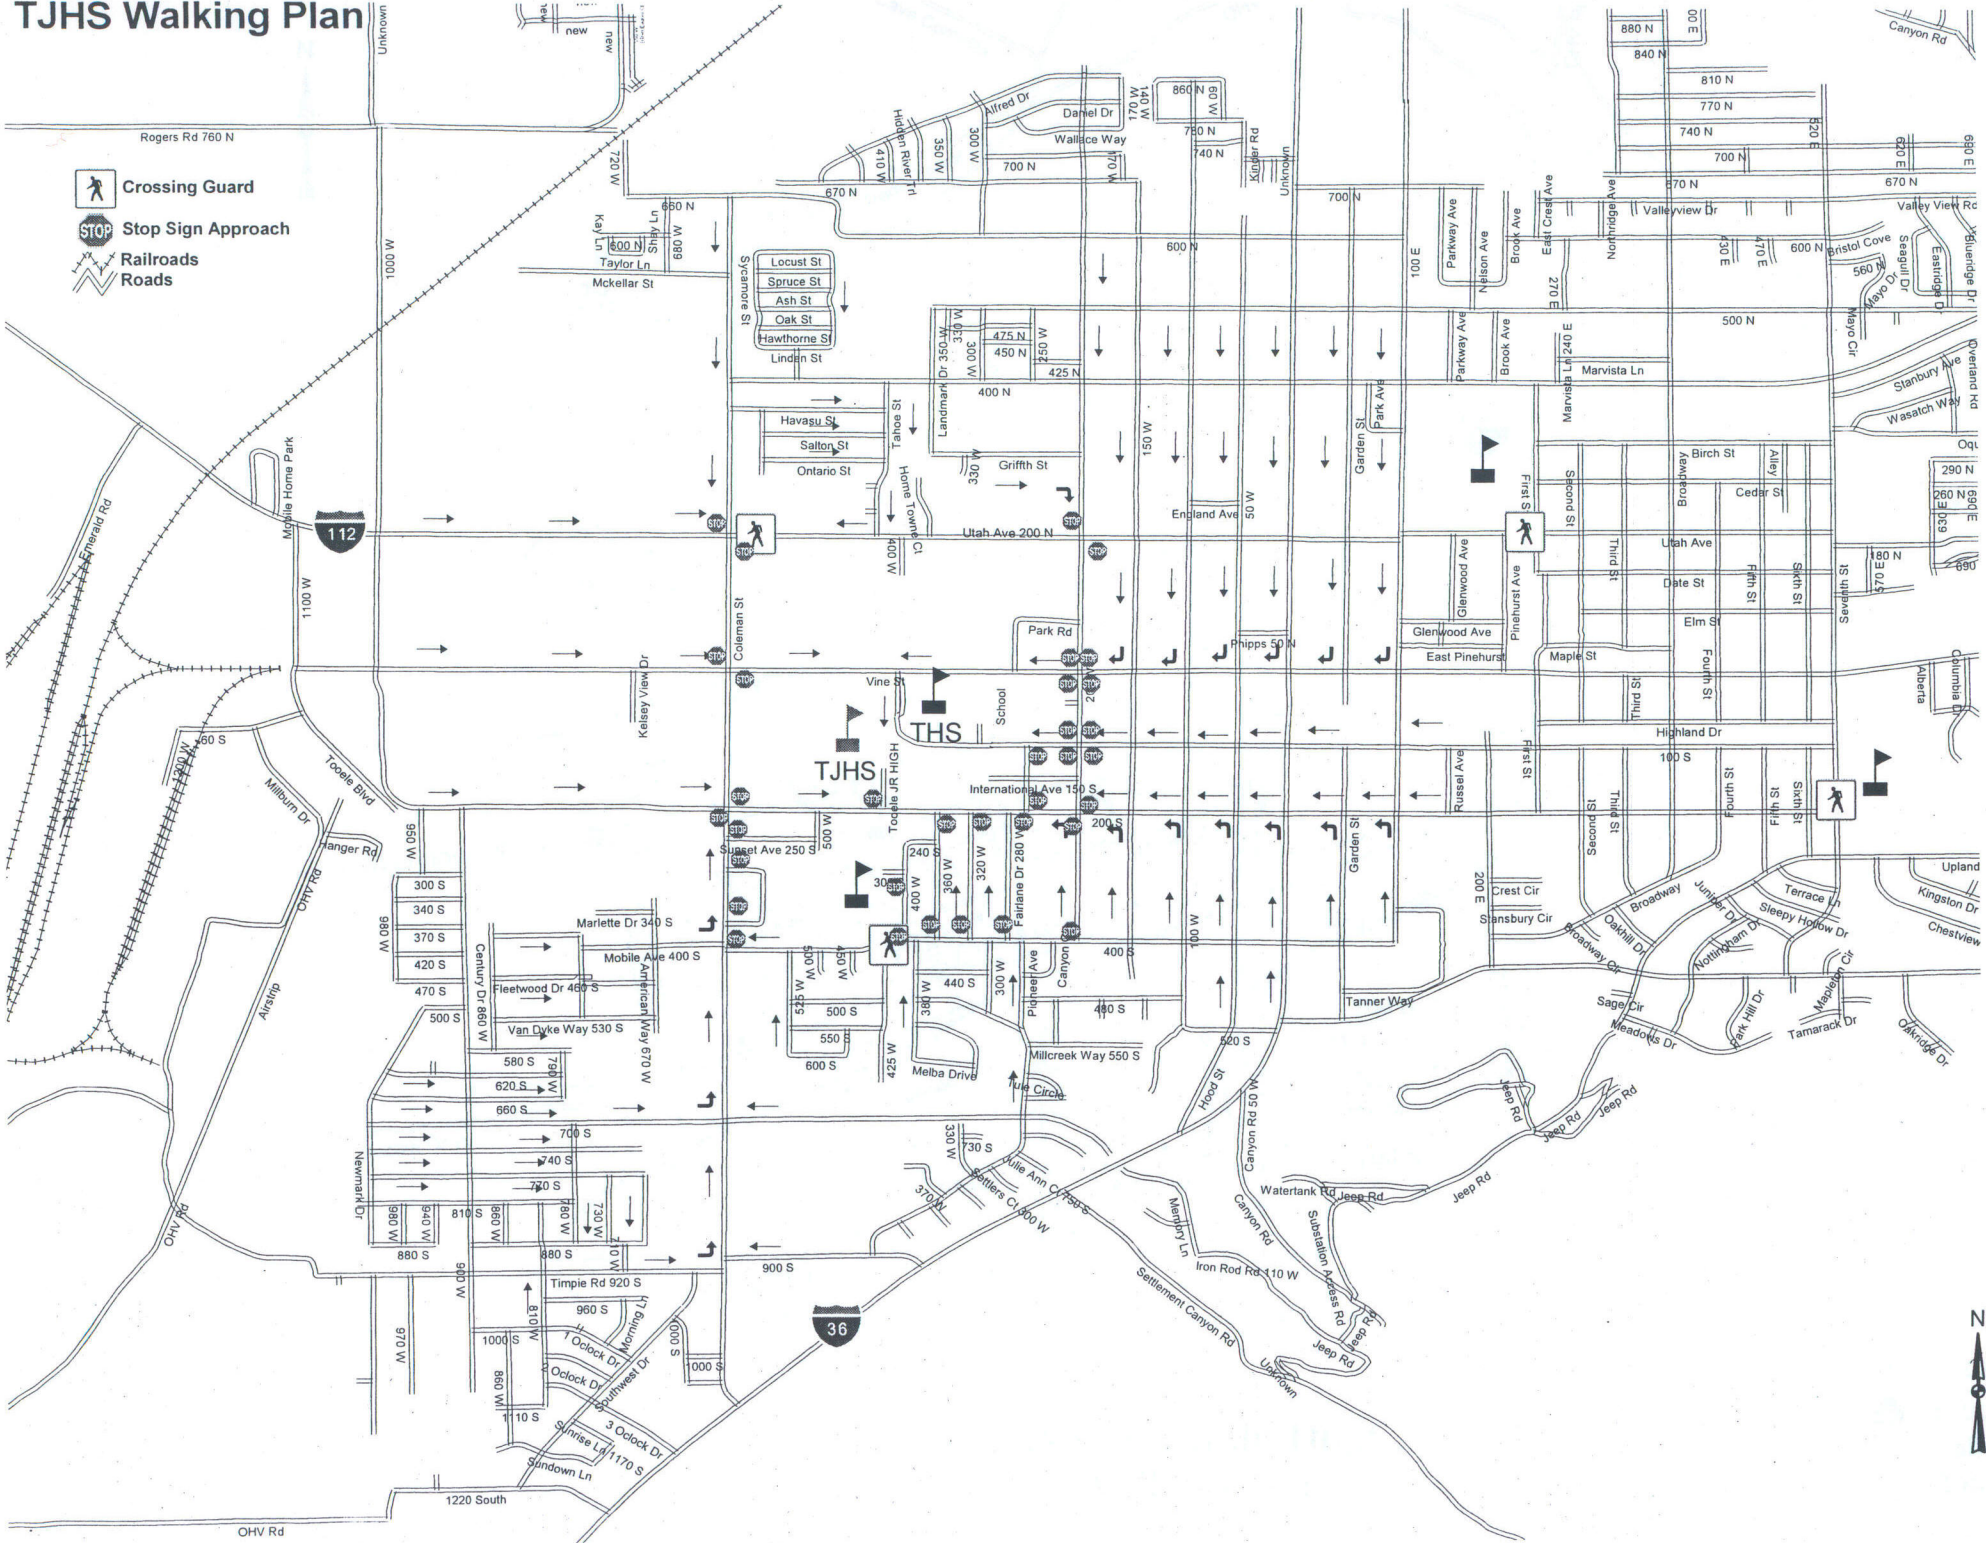 TJHS Walking Plan
Crossing Guard
STOP Stop Sign Approach
Railroads
Roads
Unknown
new
new
Canyon Rd
880 N
840 N
810 N
770 N
740 N
700 N
670 N
670 N
520 E
620 E
690 E
Rogers Rd 760 N
720 W
660 N
Kay Ln
600 N
Shay Ln
680 W
Taylor Ln
Mckellar St
1000 W
Alfred Dr
Daniel Dr
Wallace Way
Hidden River Trl
410 W
350 W
300 W
700 N
670 N
170 W
140 W
860 N
60 W
740 N
Kinder Rd
Unknown
700 N
600 N
100 E
Parkway Ave
Nelson Ave
Brook Ave
East Crest Ave
Northridge Ave
Valleyview Dr
Valley View Rd
270 E
430 E
470 E
600 N
Bristol Cove
560 N
Mayo Dr
Seagull Dr
Eastridge Dr
Blueridge Dr
Sycamore St
Locust St
Spruce St
Ash St
Oak St
Hawthorne St
Linden St
Landmark Dr 350 W
330 W
475 N
450 N
300 W
250 W
425 N
400 N
500 N
Parkway Ave
Brook Ave
Marvista Ln 240 E
Marvista Ln
Mayo Cir
Stanbury Ave
Overland Rd
Wasatch Way
Havasu St
Salton St
Ontario St
Tahoe St
Home Towne Ct
Griffth St
330 W
150 W
Garden St
Park Ave
Birch St
Alley
Cedar St
290 N
260 N
630 E
690 E
Emerald Rd
Mobile Home Park
112
1100 W
Utah Ave 200 N
400 W
England Ave
50 W
First St
Second St
Broadway
Utah Ave
180 N
570 E
690
Third St
Date St
Fifth St
Sixth St
Seventh St
Elm St
Coleman St
Park Rd
Phipps 50 N
Glenwood Ave
Glenwood Ave
Pinehurst Ave
East Pinehurst
Maple St
Fourth St
Third St
Alberta
Columbia
Kelsey View Dr
Vine St
THS
School
TJHS
Tooele JR HIGH
Highland Dr
100 S
First St
Russel Ave
60 S
1200 W
Millburn Dr
Tooele Blvd
Hanger Rd
OHV Rd
International Ave 150 S
200 S
Second St
Third St
Fourth St
Fifth St
Sixth St
Sunset Ave 250 S
500 W
240 S
400 W
360 W
320 W
Fairlane Dr 280 W
Garden St
950 W
300 S
340 S
370 S
420 S
470 S
980 W
500 S
200 E
Crest Cir
Stansbury Cir
Broadway
Broadway Cir
Oakhill Dr
Juniper Dr
Nottingham Dr
Terrace Ln
Sleepy Hollow Dr
Upland
Kingston Dr
Chestview
Marlette Dr 340 S
Mobile Ave 400 S
Fleetwood Dr 460 S
Van Dyke Way 530 S
Century Dr 860 W
American Way 670 W
500 W
450 W
525 W
500 S
550 S
600 S
425 W
380 W
440 S
300 W
Pioneer Ave
Canyon
400 S
100 W
480 S
Tanner Way
Sage Cir
Meadows Dr
Park Hill Dr
Mapleton Cir
Tamarack Dr
Oakridge Dr
Airstrip
580 S
620 S
790 W
660 S
700 S
740 S
770 S
810 S
Melba Drive
Millcreek Way 550 S
Tule Circle
520 S
Hood St
Canyon Rd 50 W
Jeep Rd
Jeep Rd
Jeep Rd
Newmark Dr
980 W
940 W
860 W
780 W
730 W
710 W
880 S
880 S
330 W
730 S
Julie Ann Ct 750 S
Settlers Ct 300 W
370 W
Memory Ln
Watertank Rd
Jeep Rd
Jeep Rd
Canyon Rd
Substation Access Rd
OHV Rd
900 W
Timpie Rd 920 S
900 S
960 S
810 W
Morning Ln
1000 S
1 Oclock Dr
2 Oclock Dr
Southwest Dr
1000 S
1000 S
970 W
860 W
1110 S
3 Oclock Dr
Sunrise Ln 1170 S
Sundown Ln
1220 South
OHV Rd
36
Iron Rod Rd 110 W
Settlement Canyon Rd
Jeep Rd
Jeep Rd
Unknown
N